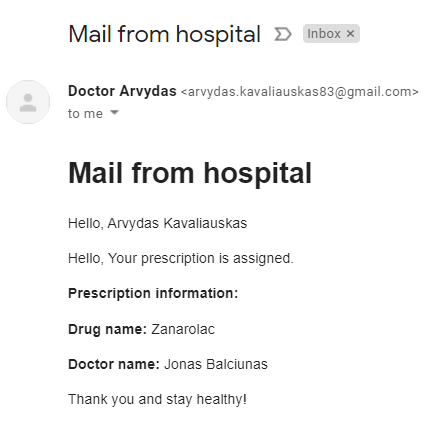 Mail from hospital
Inbox ×
Doctor Arvydas <arvydas.kavaliauskas83@gmail.com>
to me
Mail from hospital
Hello, Arvydas Kavaliauskas
Hello, Your prescription is assigned.
Prescription information:
Drug name: Zanarolac
Doctor name: Jonas Balciunas
Thank you and stay healthy!